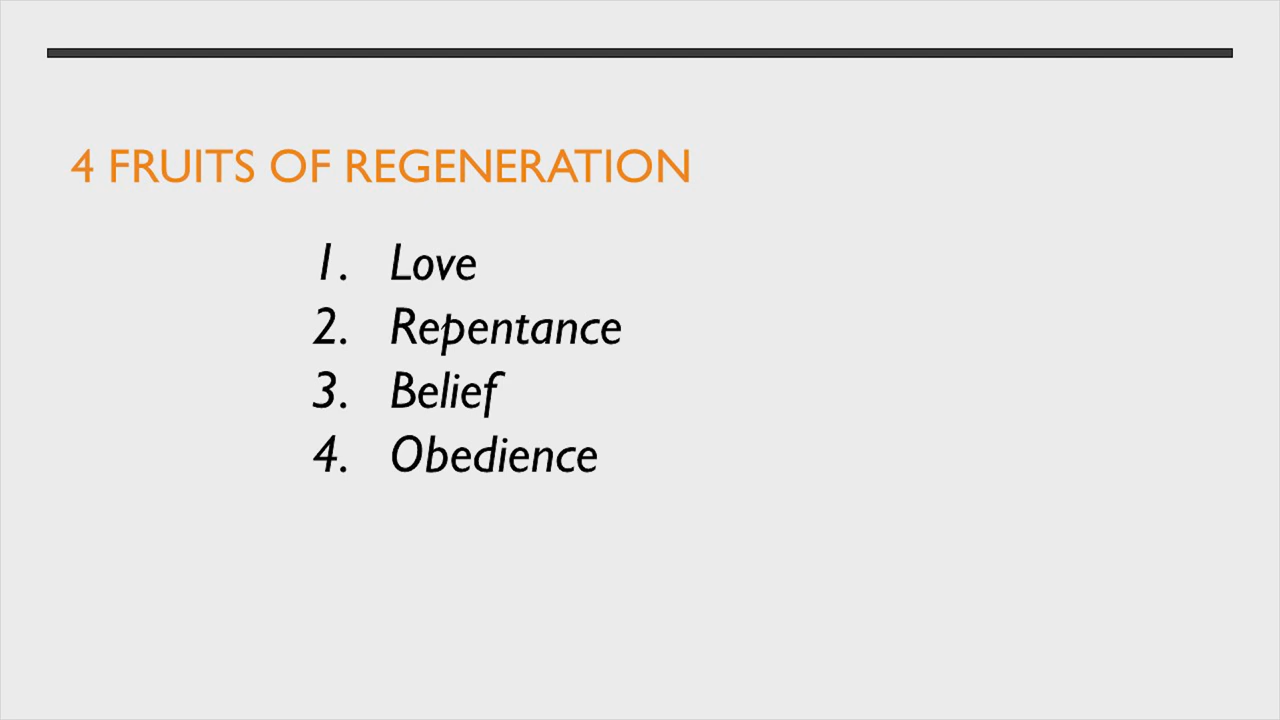 4 FRUITS OF REGENERATION
1. Love
2. Repentance
3. Belief
4. Obedience